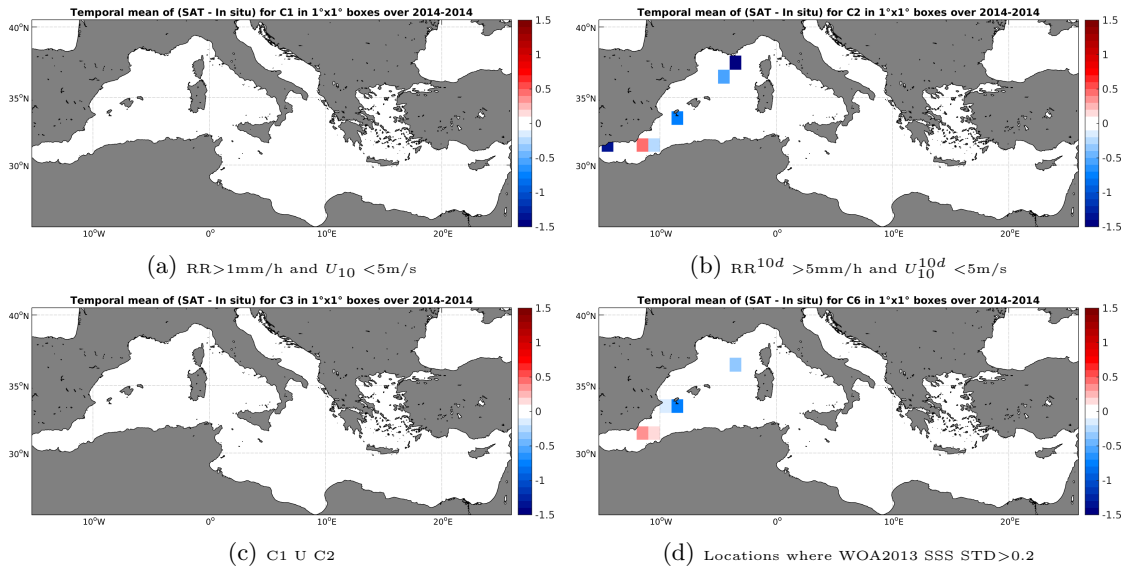 Temporal mean of (SAT - In situ) for C1 in 1°x1° boxes over 2014-2014
40°N
35°N
30°N
10°W
0°
10°E
20°E
1.5
1
0.5
0
-0.5
-1
-1.5
(a) RR>1mm/h and U10 <5m/s
Temporal mean of (SAT - In situ) for C2 in 1°x1° boxes over 2014-2014
40°N
35°N
30°N
10°W
0°
10°E
20°E
1.5
1
0.5
0
-0.5
-1
-1.5
(b) RR^10d >5mm/h and U10^10d <5m/s
Temporal mean of (SAT - In situ) for C3 in 1°x1° boxes over 2014-2014
40°N
35°N
30°N
10°W
0°
10°E
20°E
1.5
1
0.5
0
-0.5
-1
-1.5
(c) C1 U C2
Temporal mean of (SAT - In situ) for C6 in 1°x1° boxes over 2014-2014
40°N
35°N
30°N
10°W
0°
10°E
20°E
1.5
1
0.5
0
-0.5
-1
-1.5
(d) Locations where WOA2013 SSS STD>0.2